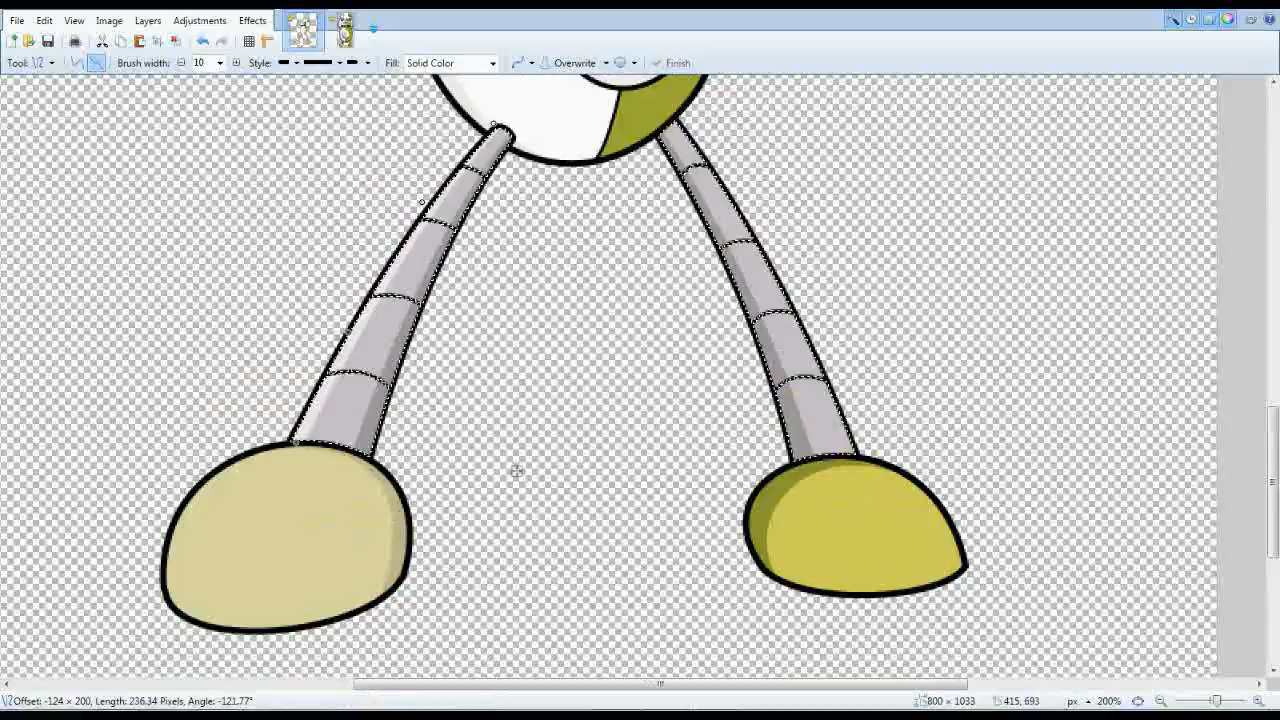 File Edit View Image Layers Adjustments Effects
Tool: Brush width: 10 Style: Fill: Solid Color Overwrite Finish
Offset: -124 × 200, Length: 236.34 Pixels, Angle: -121.77° 800 × 1033 415, 693 px 200%